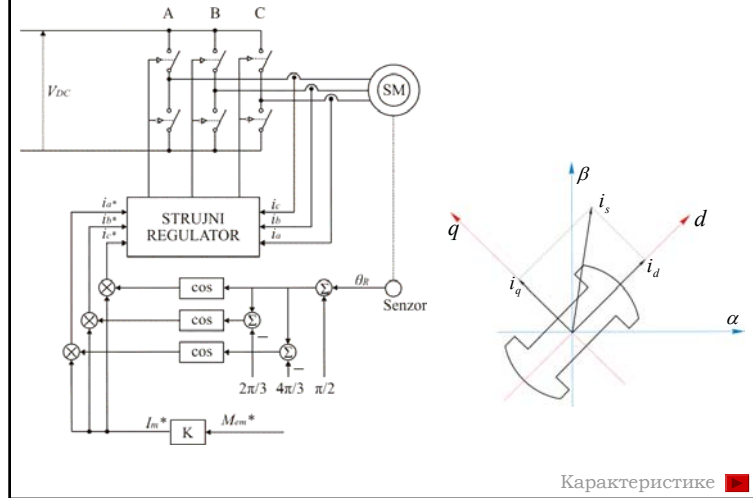 A B C
V_DC
SM
i_a*
i_b*
i_c*
STRUJNI
REGULATOR
i_c
i_b
i_a
cos
Σ
θ_R
Senzor
cos
Σ
−
cos
Σ
−
2π/3 4π/3 π/2
I_m*
K
M_em*
β
i_s
d
q
i_q
i_d
α
Карактеристике